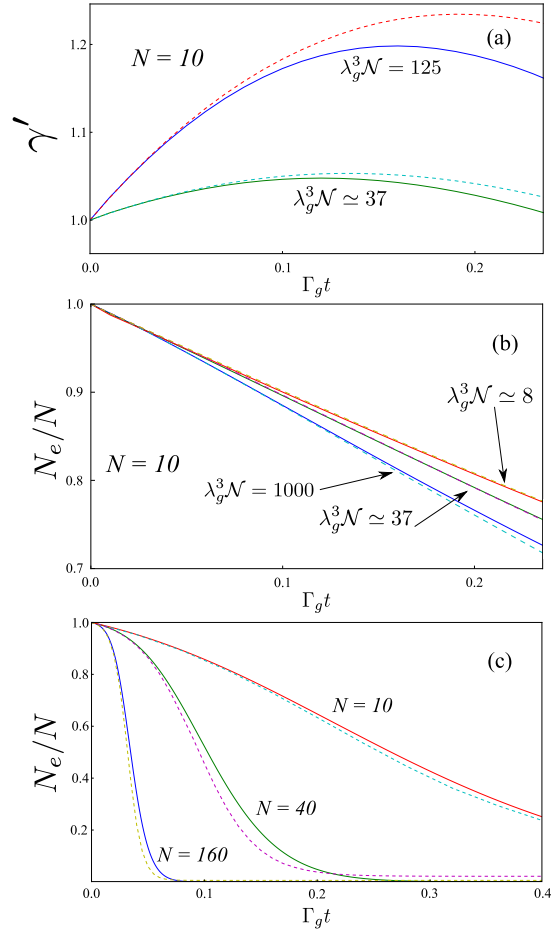 (a)
N = 10
λ_g^3 𝒩 = 125
λ_g^3 𝒩 ≃ 37
γ′
1.2
1.1
1.0
0.0 0.1 0.2
Γ_g t
(b)
N = 10
λ_g^3 𝒩 ≃ 8
λ_g^3 𝒩 = 1000
λ_g^3 𝒩 ≃ 37
N_e/N
1.0
0.9
0.8
0.7
0.0 0.1 0.2
Γ_g t
(c)
N = 10
N = 40
N = 160
N_e/N
1.0
0.8
0.6
0.4
0.2
0.0 0.1 0.2 0.3 0.4
Γ_g t